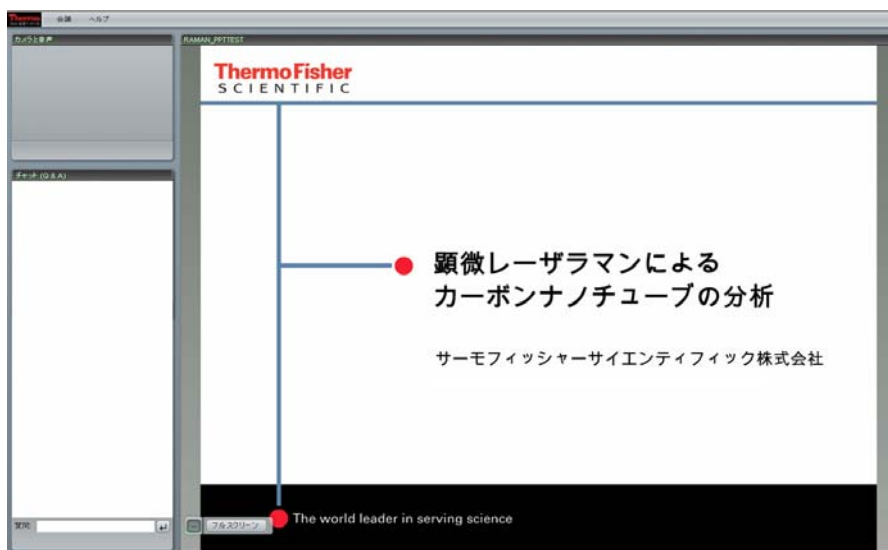 Thermo
会議 ヘルプ
カメラと音声
RAMAN_PPTTEST
ThermoFisher
SCIENTIFIC
顕微レーザラマンによる
カーボンナノチューブの分析
サーモフィッシャーサイエンティフィック株式会社
チャット (Q & A)
質問:
フルスクリーン
The world leader in serving science